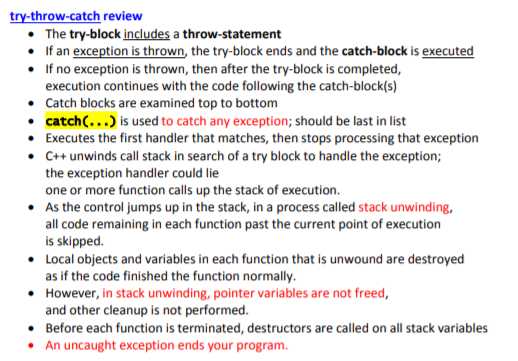 try-throw-catch review
• The try-block includes a throw-statement
• If an exception is thrown, the try-block ends and the catch-block is executed
• If no exception is thrown, then after the try-block is completed,
execution continues with the code following the catch-block(s)
• Catch blocks are examined top to bottom
• catch(...) is used to catch any exception; should be last in list
• Executes the first handler that matches, then stops processing that exception
• C++ unwinds call stack in search of a try block to handle the exception;
the exception handler could lie
one or more function calls up the stack of execution.
• As the control jumps up in the stack, in a process called stack unwinding,
all code remaining in each function past the current point of execution
is skipped.
• Local objects and variables in each function that is unwound are destroyed
as if the code finished the function normally.
• However, in stack unwinding, pointer variables are not freed,
and other cleanup is not performed.
• Before each function is terminated, destructors are called on all stack variables
• An uncaught exception ends your program.